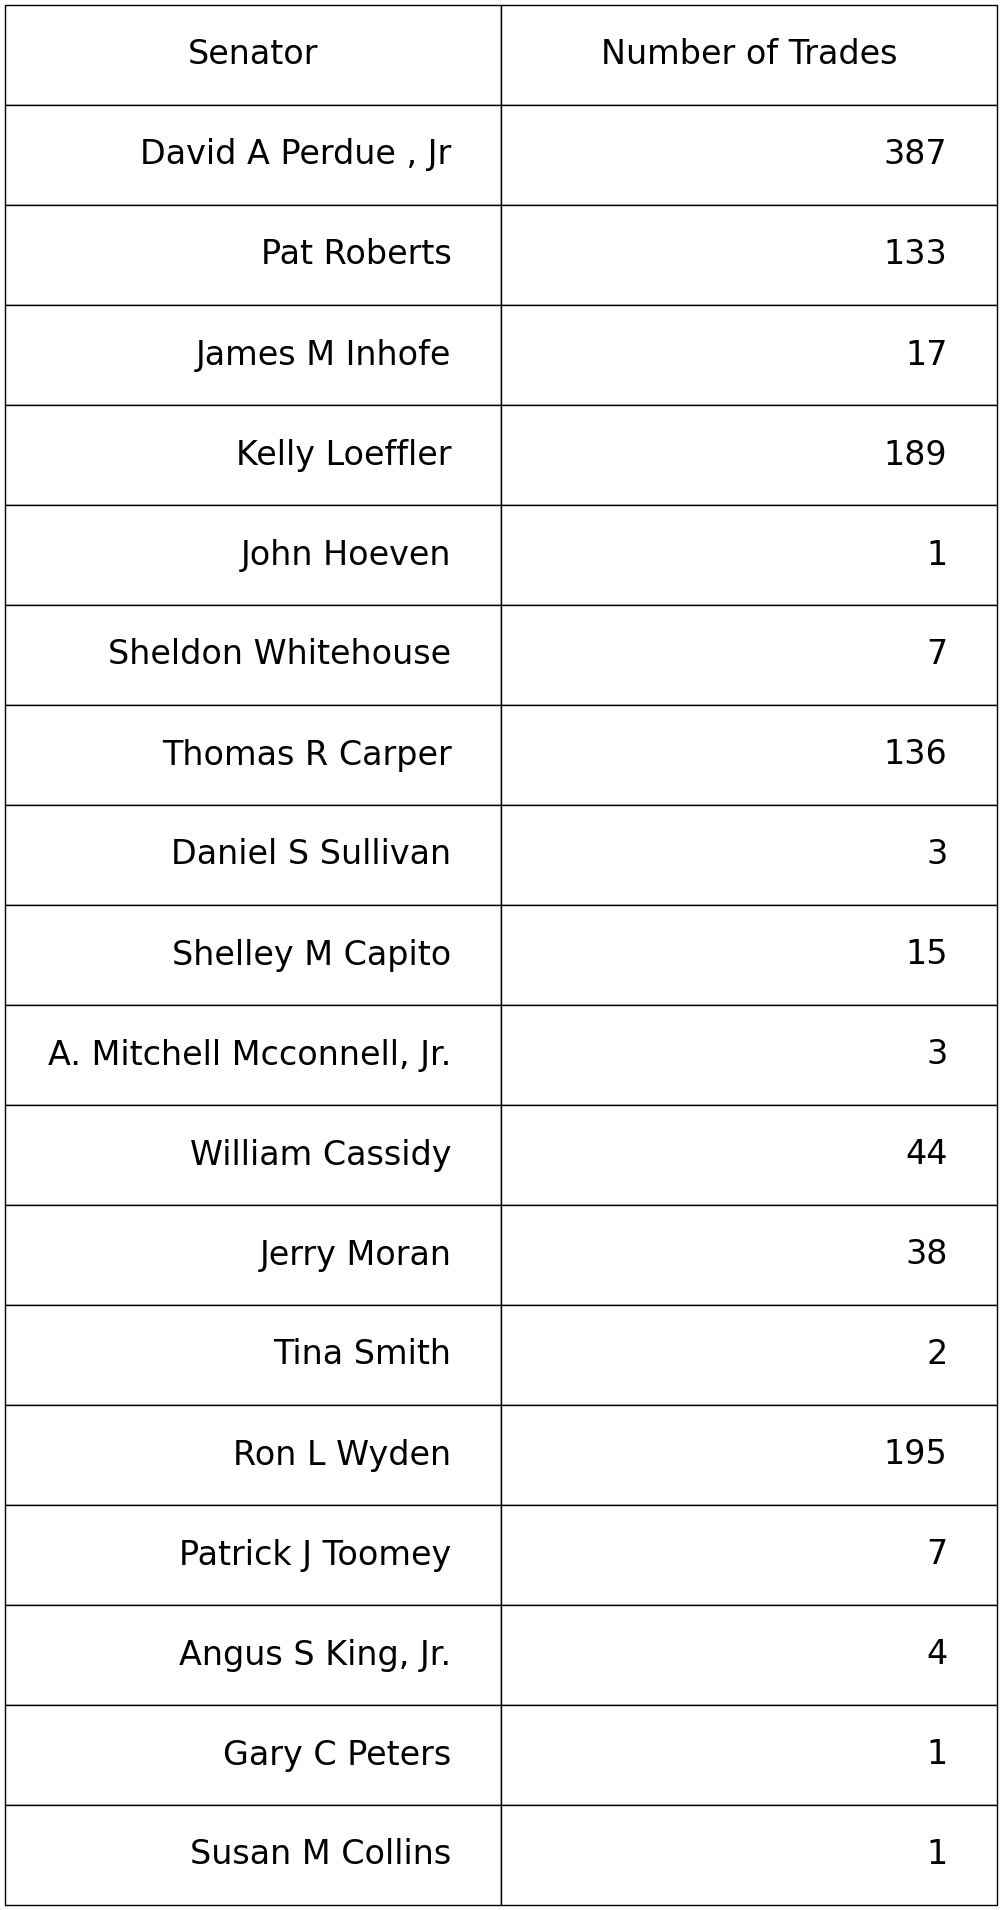 Senator Number of Trades
David A Perdue , Jr 387
Pat Roberts 133
James M Inhofe 17
Kelly Loeffler 189
John Hoeven 1
Sheldon Whitehouse 7
Thomas R Carper 136
Daniel S Sullivan 3
Shelley M Capito 15
A. Mitchell Mcconnell, Jr. 3
William Cassidy 44
Jerry Moran 38
Tina Smith 2
Ron L Wyden 195
Patrick J Toomey 7
Angus S King, Jr. 4
Gary C Peters 1
Susan M Collins 1